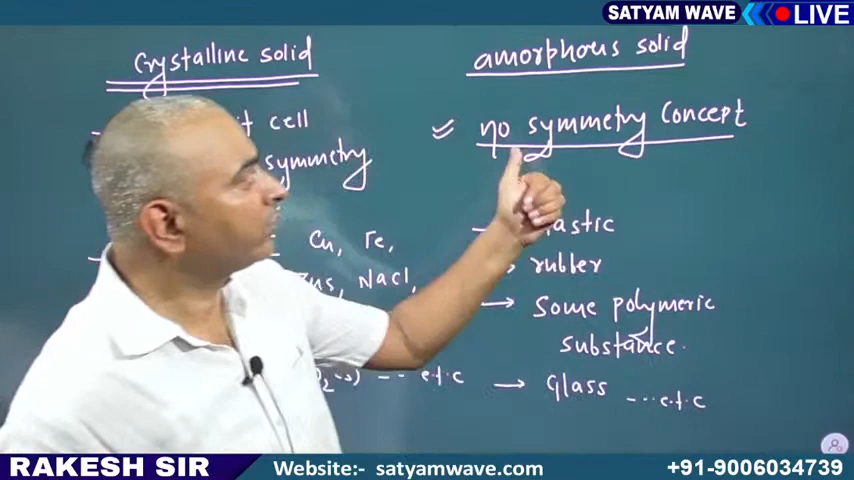 SATYAM WAVE LIVE
Crystalline solid
amorphous solid
cell
no symmetry Concept
symmetry
Cu, Fe,
rubber
NaCl,
Some polymeric
substance.
... e.t.c
Glass ... e.t.c
RAKESH SIR Website:- satyamwave.com +91-9006034739